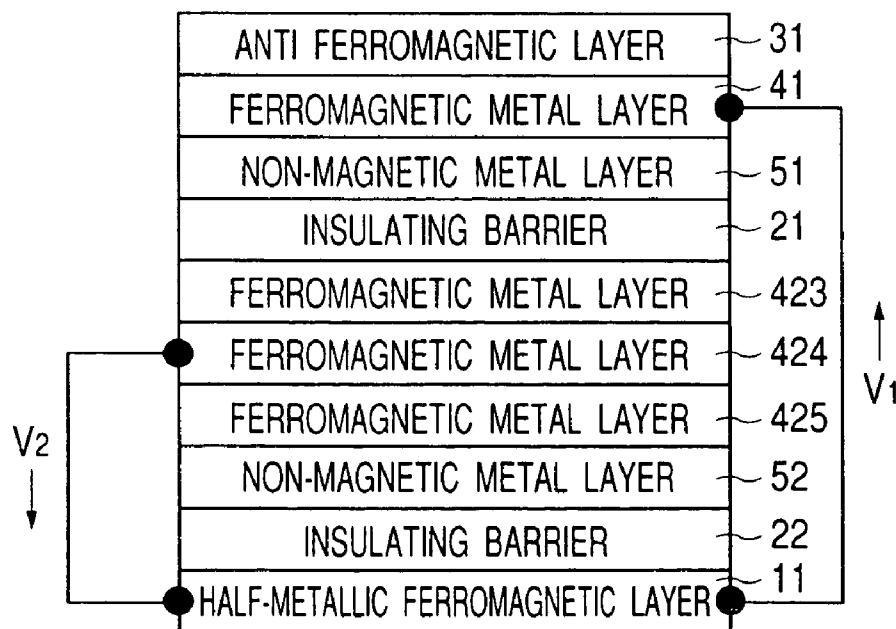 ANTI FERROMAGNETIC LAYER 31
FERROMAGNETIC METAL LAYER 41
NON-MAGNETIC METAL LAYER 51
INSULATING BARRIER 21
FERROMAGNETIC METAL LAYER 423
FERROMAGNETIC METAL LAYER 424
V1
FERROMAGNETIC METAL LAYER 425
V2
NON-MAGNETIC METAL LAYER 52
INSULATING BARRIER 22
HALF-METALLIC FERROMAGNETIC LAYER 11